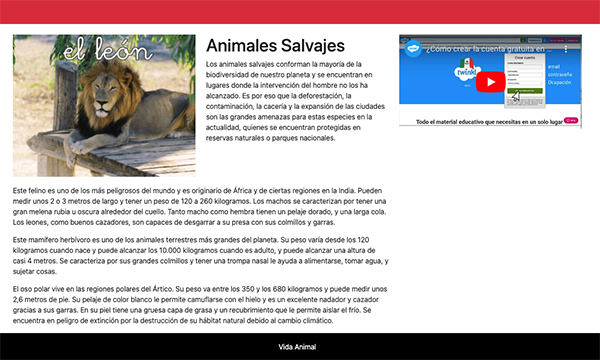 el león
Animales Salvajes
Los animales salvajes conforman la mayoría de la
biodiversidad de nuestro planeta y se encuentran en
lugares donde la intervención del hombre no los ha
alcanzado. Es por eso que la deforestación, la
contaminación, la cacería y la expansión de las ciudades
son las grandes amenazas para estas especies en la
actualidad, quienes se encuentran protegidas en
reservas naturales o parques nacionales.
¿Cómo crear la cuenta gratuita en ...
twinkl
Crear cuenta
email
contraseña
Ocupación
Todo el material educativo que necesitas en un solo lugar
Este felino es uno de los más peligrosos del mundo y es originario de África y de ciertas regiones en la India. Pueden
medir unos 2 o 3 metros de largo y tener un peso de 120 a 260 kilogramos. Los machos se caracterizan por tener una
gran melena rubia u oscura alrededor del cuello. Tanto macho como hembra tienen un pelaje dorado, y una larga cola.
Los leones, como buenos cazadores, son capaces de desgarrar a su presa con sus colmillos y garras.
Este mamífero herbívoro es uno de los animales terrestres más grandes del planeta. Su peso varía desde los 120
kilogramos cuando nace y puede alcanzar los 10.000 kilogramos cuando es adulto, y puede alcanzar una altura de
casi 4 metros. Se caracteriza por sus grandes colmillos y tener una trompa nasal le ayuda a alimentarse, tomar agua, y
sujetar cosas.
El oso polar vive en las regiones polares del Ártico. Su peso va entre los 350 y los 680 kilogramos y puede medir unos
2,6 metros de pie. Su pelaje de color blanco le permite camuflarse con el hielo y es un excelente nadador y cazador
gracias a sus garras. En su piel tiene una gruesa capa de grasa y un recubrimiento que le permite aislar el frío. Se
encuentra en peligro de extinción por la destrucción de su hábitat natural debido al cambio climático.
Vida Animal